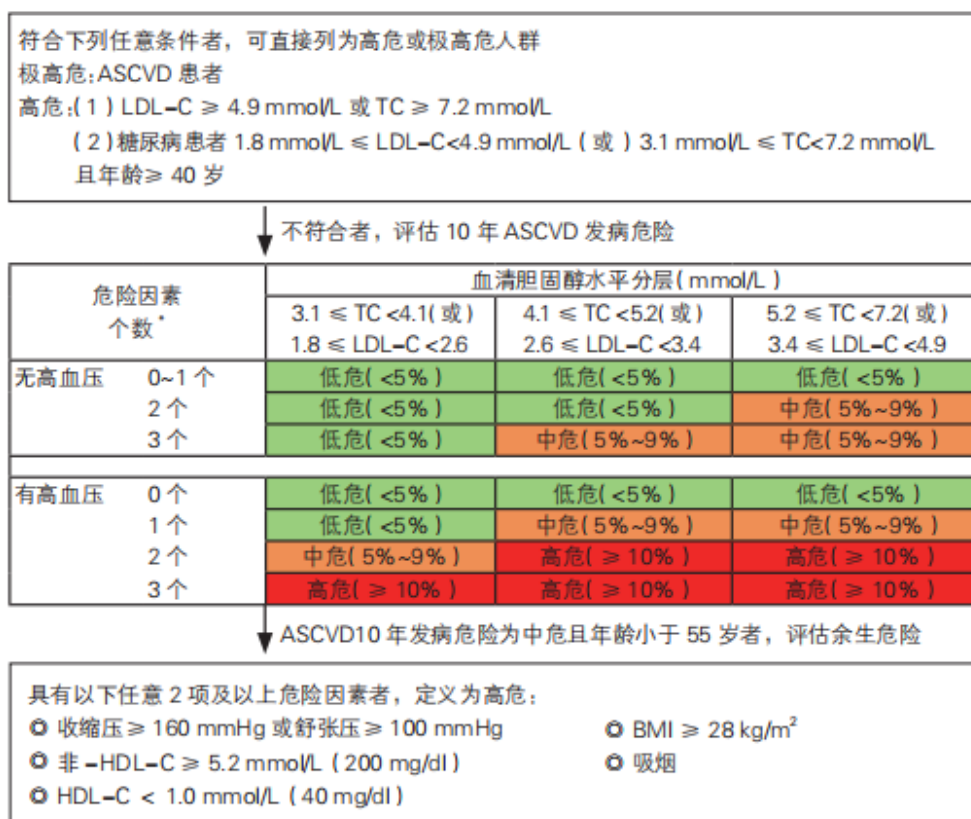 符合下列任意条件者，可直接列为高危或极高危人群
极高危:ASCVD 患者
高危:(1) LDL-C ≥ 4.9 mmol/L 或 TC ≥ 7.2 mmol/L
(2)糖尿病患者 1.8 mmol/L ≤ LDL-C<4.9 mmol/L (或) 3.1 mmol/L ≤ TC<7.2 mmol/L
且年龄≥ 40 岁
不符合者，评估 10 年 ASCVD 发病危险
危险因素 个数* 血清胆固醇水平分层(mmol/L)
3.1 ≤ TC <4.1(或) 4.1 ≤ TC <5.2(或) 5.2 ≤ TC <7.2(或)
1.8 ≤ LDL-C <2.6 2.6 ≤ LDL-C <3.4 3.4 ≤ LDL-C <4.9
无高血压 0~1 个 低危(<5%) 低危(<5%) 低危(<5%)
2 个 低危(<5%) 低危(<5%) 中危(5%~9%)
3 个 低危(<5%) 中危(5%~9%) 中危(5%~9%)
有高血压 0 个 低危(<5%) 低危(<5%) 低危(<5%)
1 个 低危(<5%) 中危(5%~9%) 中危(5%~9%)
2 个 中危(5%~9%) 高危(≥ 10%) 高危(≥ 10%)
3 个 高危(≥ 10%) 高危(≥ 10%) 高危(≥ 10%)
ASCVD10 年发病危险为中危且年龄小于 55 岁者，评估余生危险
具有以下任意 2 项及以上危险因素者，定义为高危:
◎ 收缩压≥ 160 mmHg 或舒张压≥ 100 mmHg ◎ BMI ≥ 28 kg/m²
◎ 非-HDL-C ≥ 5.2 mmol/L (200 mg/dl) ◎ 吸烟
◎ HDL-C < 1.0 mmol/L (40 mg/dl)